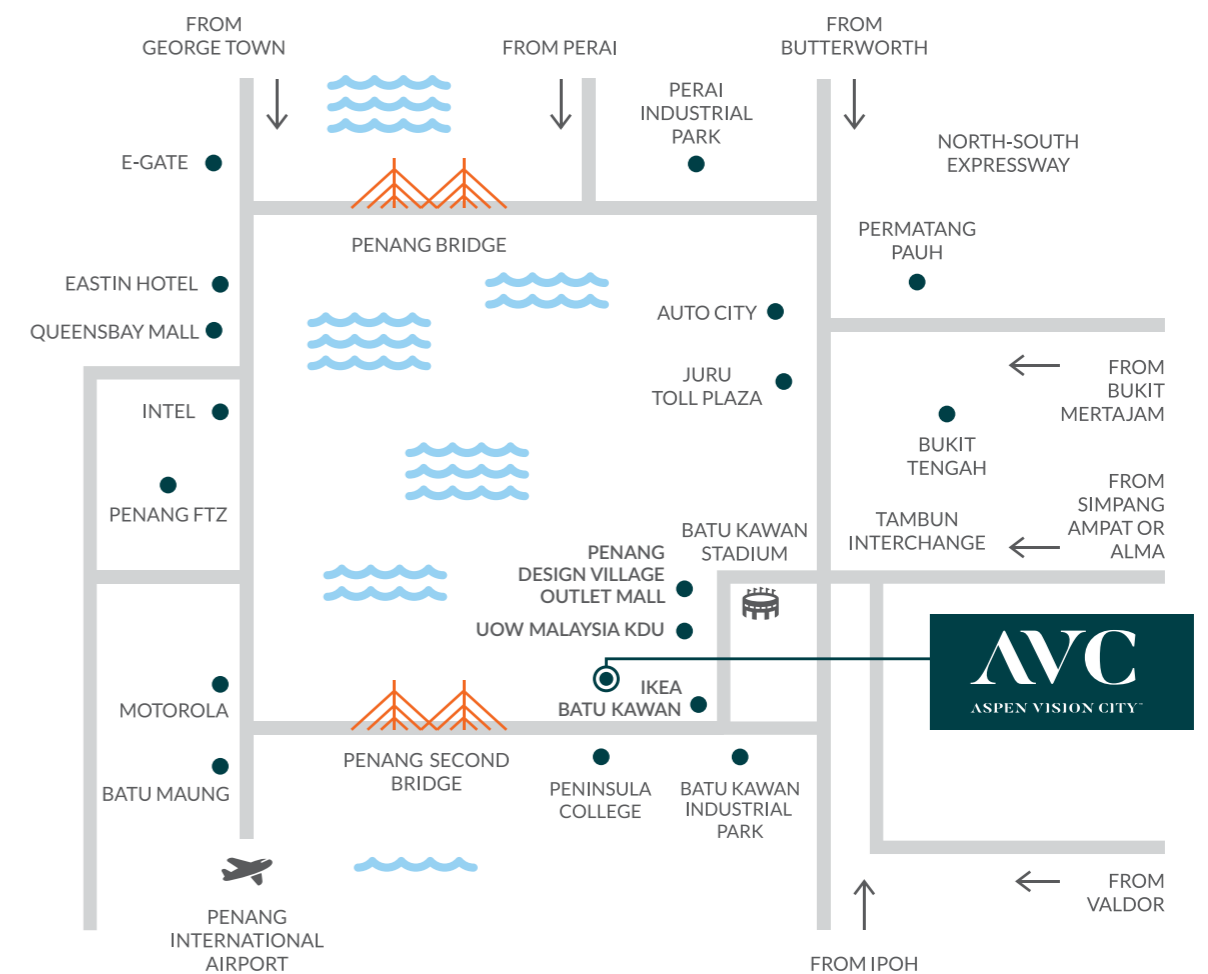 FROM
GEORGE TOWN
FROM PERAI
FROM
BUTTERWORTH
PERAI
INDUSTRIAL
PARK
NORTH-SOUTH
EXPRESSWAY
E-GATE
PENANG BRIDGE
PERMATANG
PAUH
EASTIN HOTEL
QUEENSBAY MALL
AUTO CITY
JURU
TOLL PLAZA
FROM
BUKIT
MERTAJAM
INTEL
BUKIT
TENGAH
PENANG FTZ
FROM
SIMPANG
AMPAT OR
ALMA
TAMBUN
INTERCHANGE
BATU KAWAN
STADIUM
PENANG
DESIGN VILLAGE
OUTLET MALL
UOW MALAYSIA KDU
AVC
ASPEN VISION CITY™
IKEA
BATU KAWAN
MOTOROLA
PENANG SECOND
BRIDGE
BATU MAUNG
PENINSULA
COLLEGE
BATU KAWAN
INDUSTRIAL
PARK
FROM
VALDOR
PENANG
INTERNATIONAL
AIRPORT
FROM IPOH